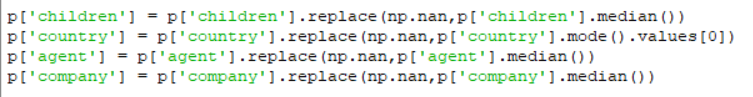 p['children'] = p['children'].replace(np.nan,p['children'].median())
p['country'] = p['country'].replace(np.nan,p['country'].mode().values[0])
p['agent'] = p['agent'].replace(np.nan,p['agent'].median())
p['company'] = p['company'].replace(np.nan,p['company'].median())